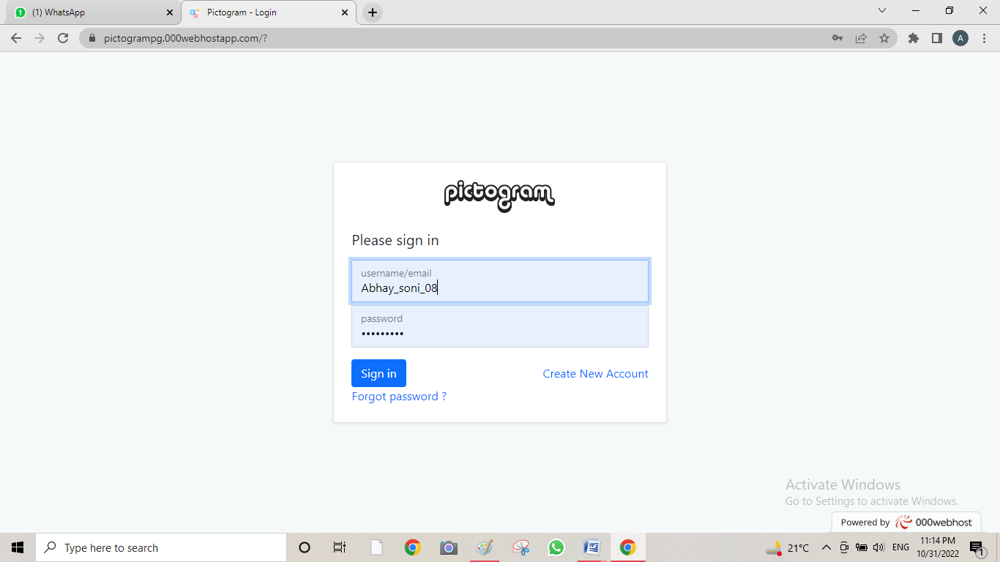 (1) WhatsApp
Pictogram - Login
pictogrampg.000webhostapp.com/?
A
pictogram
Please sign in
username/email
Abhay_soni_08
password
•••••••••
Sign in
Create New Account
Forgot password ?
Activate Windows
Go to Settings to activate Windows.
Powered by 000webhost
Type here to search
21°C
ENG
11:14 PM
10/31/2022
1